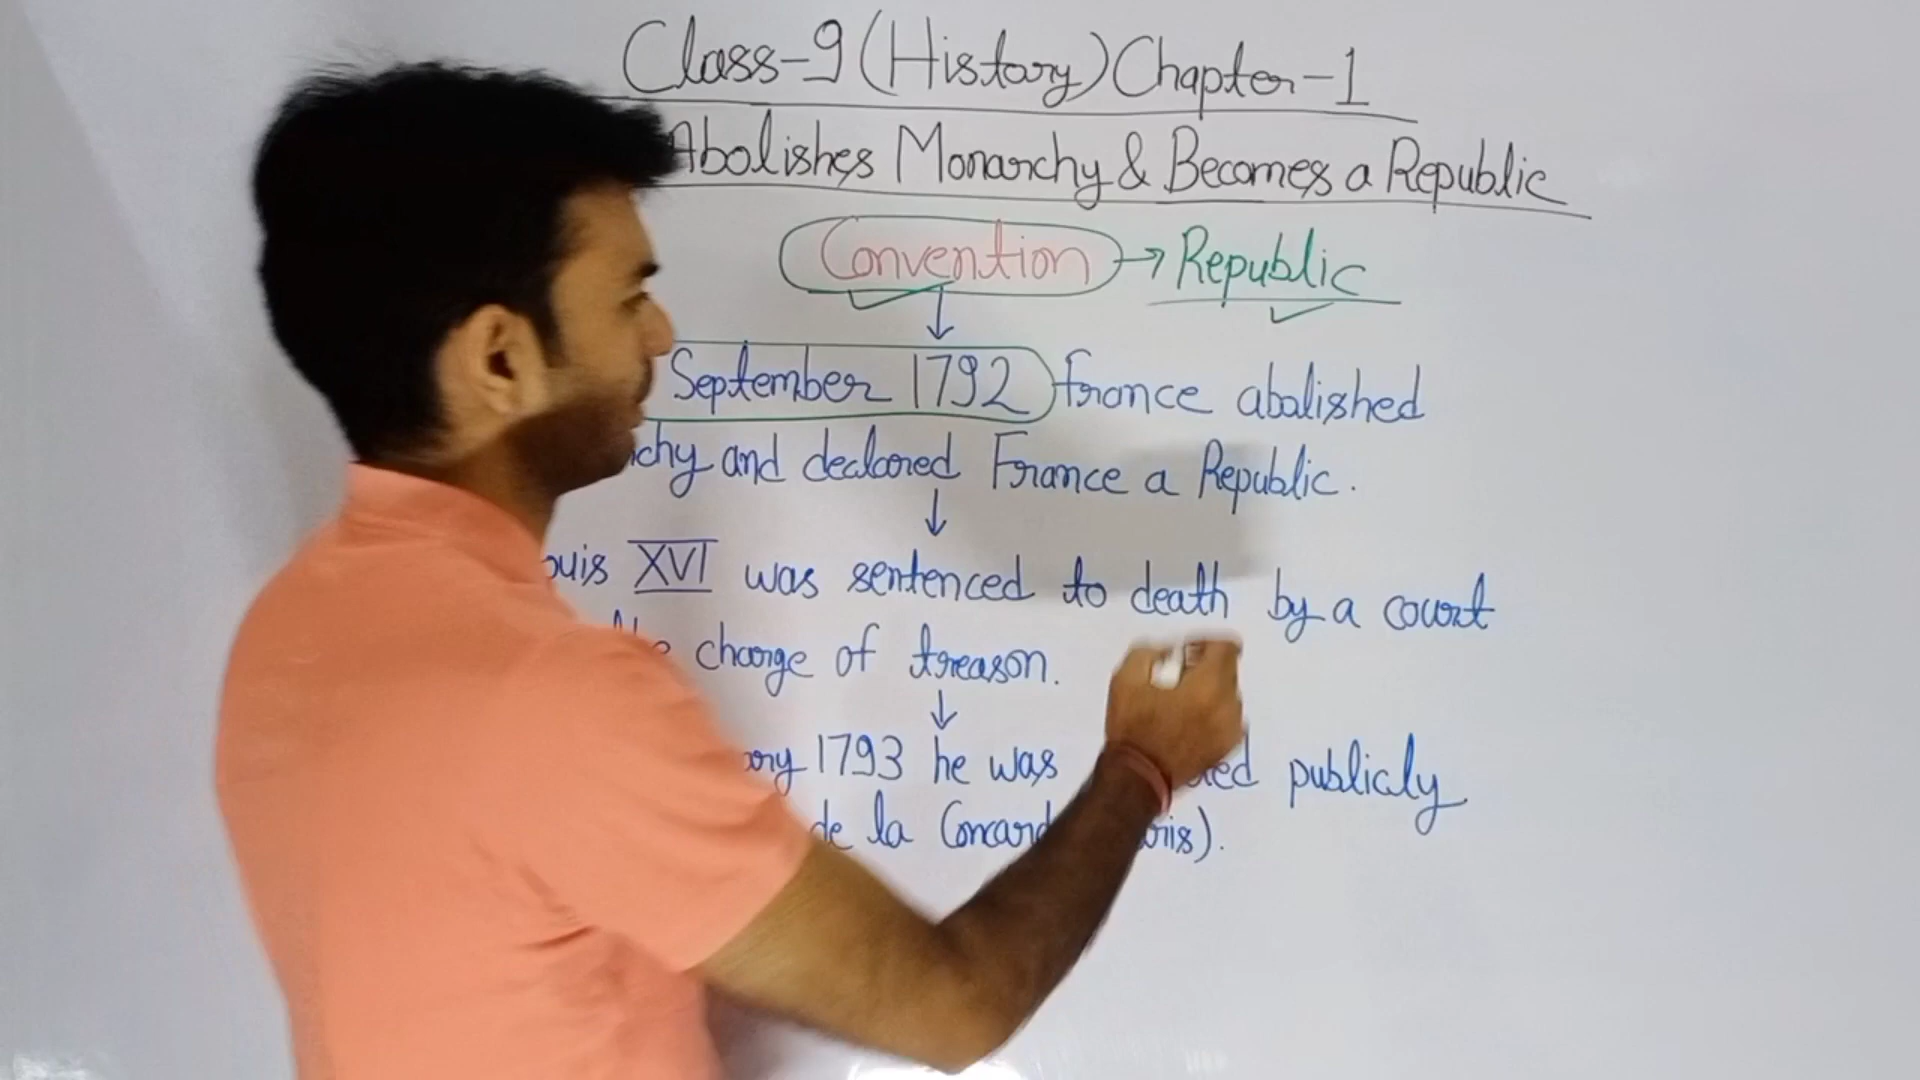 Class-9 (History) Chapter-1
Abolishes Monarchy & Becomes a Republic
Convention → Republic
September 1792 France abolished
and declared France a Republic.
XVI was sentenced to death by a court
charge of treason.
1793 he was publicly
de la